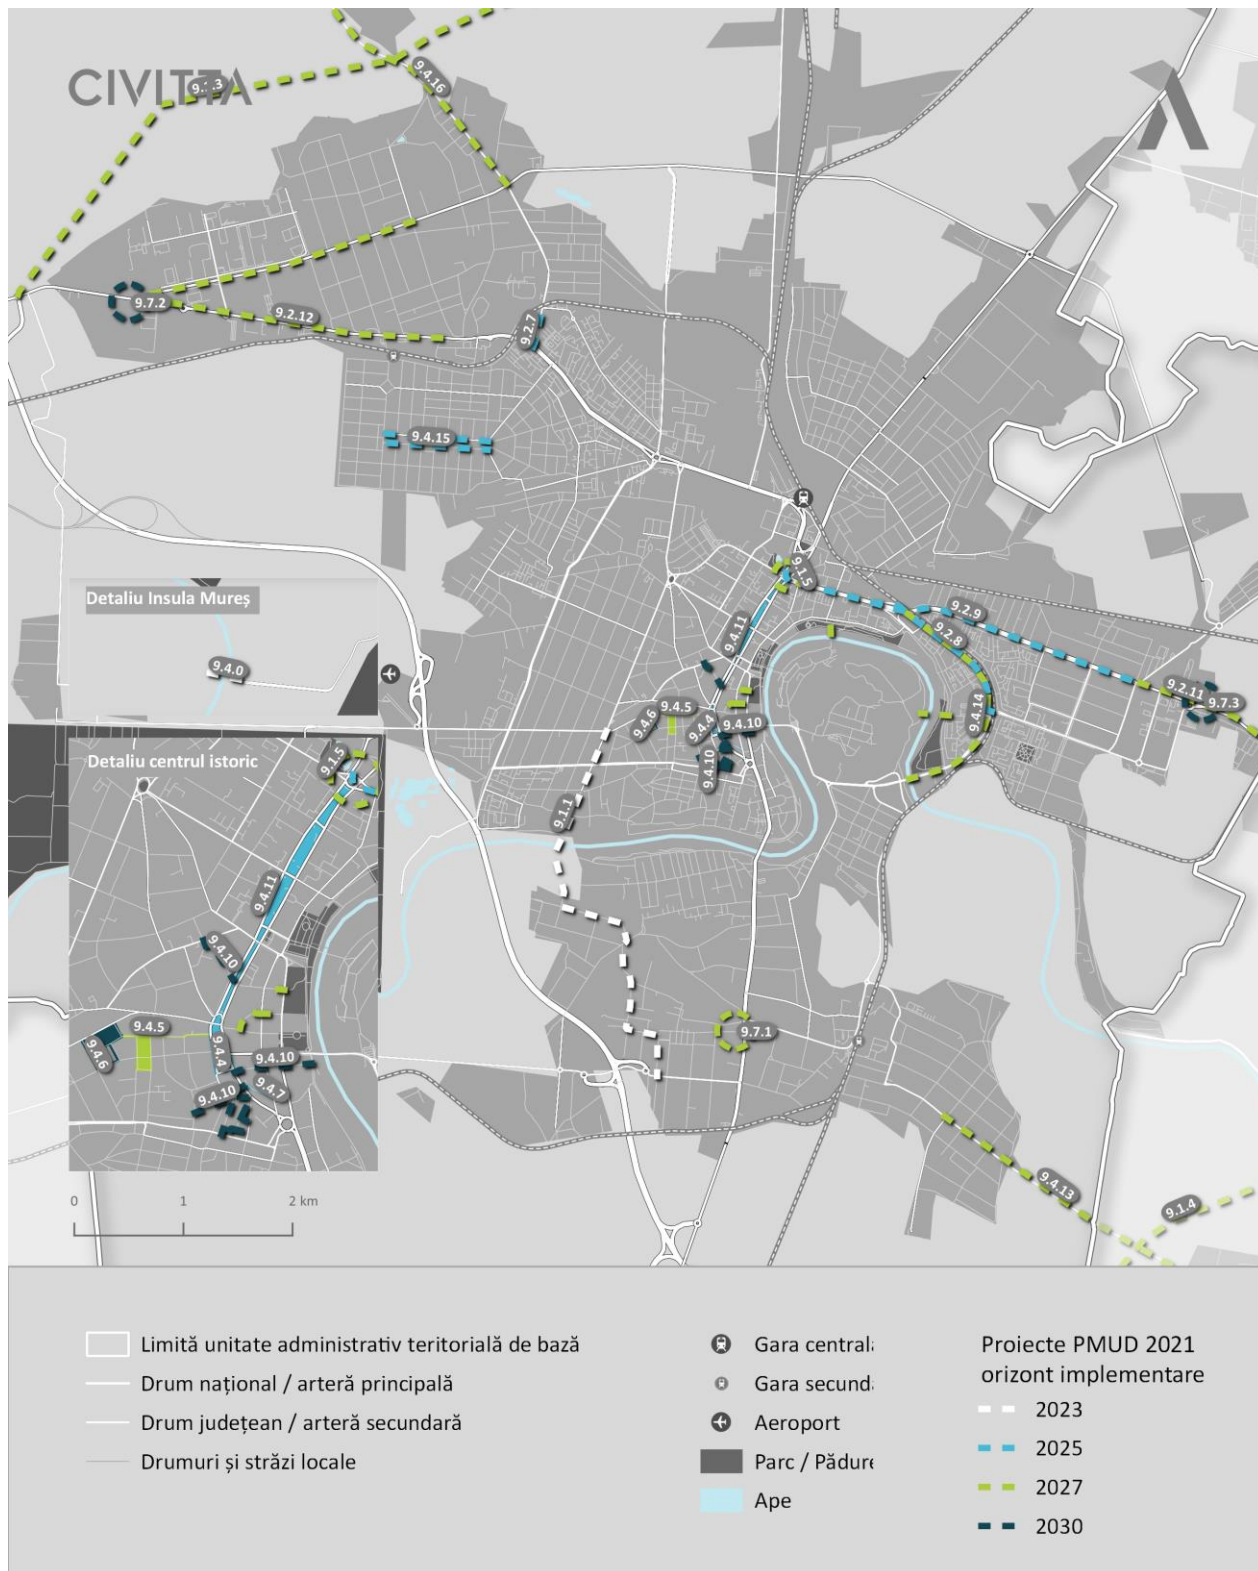 CIVITTA
9.1.3
9.4.16
9.7.2
9.2.12
9.2.7
9.4.15
9.1.5
9.4.11
9.2.9
9.2.8
9.2.11
9.7.3
9.4.14
9.4.5
9.4.6
9.4.4
9.4.10
9.4.10
9.1.1
9.7.1
9.4.13
9.1.4
Detaliu Insula Mureș
9.4.0
Detaliu centrul istoric
9.1.5
9.4.11
9.4.10
9.4.5
9.4.6
9.4.4
9.4.10
9.4.7
9.4.10
0 1 2 km
Limită unitate administrativ teritorială de bază
Drum național / arteră principală
Drum județean / arteră secundară
Drumuri și străzi locale
Gara centrală
Gara secund
Aeroport
Parc / Pădure
Ape
Proiecte PMUD 2021
orizont implementare
2023
2025
2027
2030